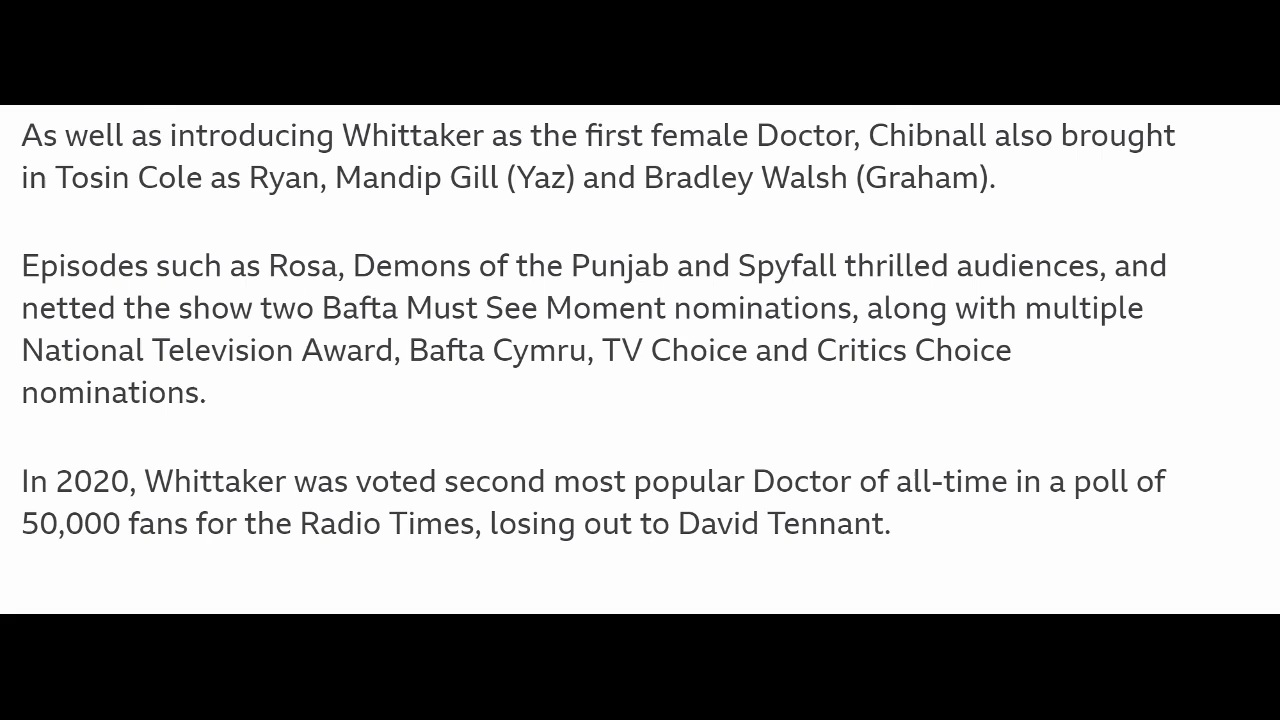 As well as introducing Whittaker as the first female Doctor, Chibnall also brought
in Tosin Cole as Ryan, Mandip Gill (Yaz) and Bradley Walsh (Graham).
Episodes such as Rosa, Demons of the Punjab and Spyfall thrilled audiences, and
netted the show two Bafta Must See Moment nominations, along with multiple
National Television Award, Bafta Cymru, TV Choice and Critics Choice
nominations.
In 2020, Whittaker was voted second most popular Doctor of all-time in a poll of
50,000 fans for the Radio Times, losing out to David Tennant.